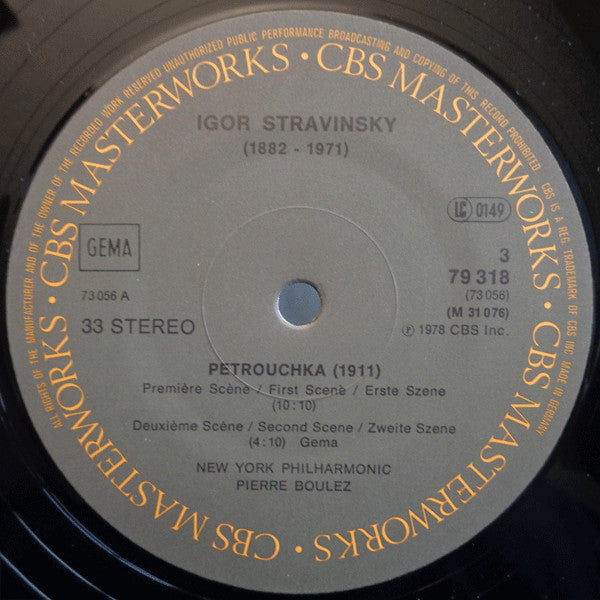 ALL RIGHTS OF THE MANUFACTURER AND OF THE OWNER OF THE RECORDED WORK RESERVED UNAUTHORIZED PUBLIC PERFORMANCE BROADCASTING AND COPYING OF THIS RECORD PROHIBITED CBS IS A REG. TRADEMARK OF CBS INC. MADE IN GERMANY
CBS MASTERWORKS • CBS MASTERWORKS • CBS MASTERWORKS • CBS MASTERWORKS •
IGOR STRAVINSKY
(1882 - 1971)
LC 0149
GEMA
3
79 318
73 056 A
(73 056)
(M 31 076)
33 STEREO
℗ 1978 CBS Inc.
PETROUCHKA (1911)
Première Scène / First Scene / Erste Szene
(10:10)
Deuxième Scéne / Second Scene / Zweite Szene
(4:10) Gema
NEW YORK PHILHARMONIC
PIERRE BOULEZ